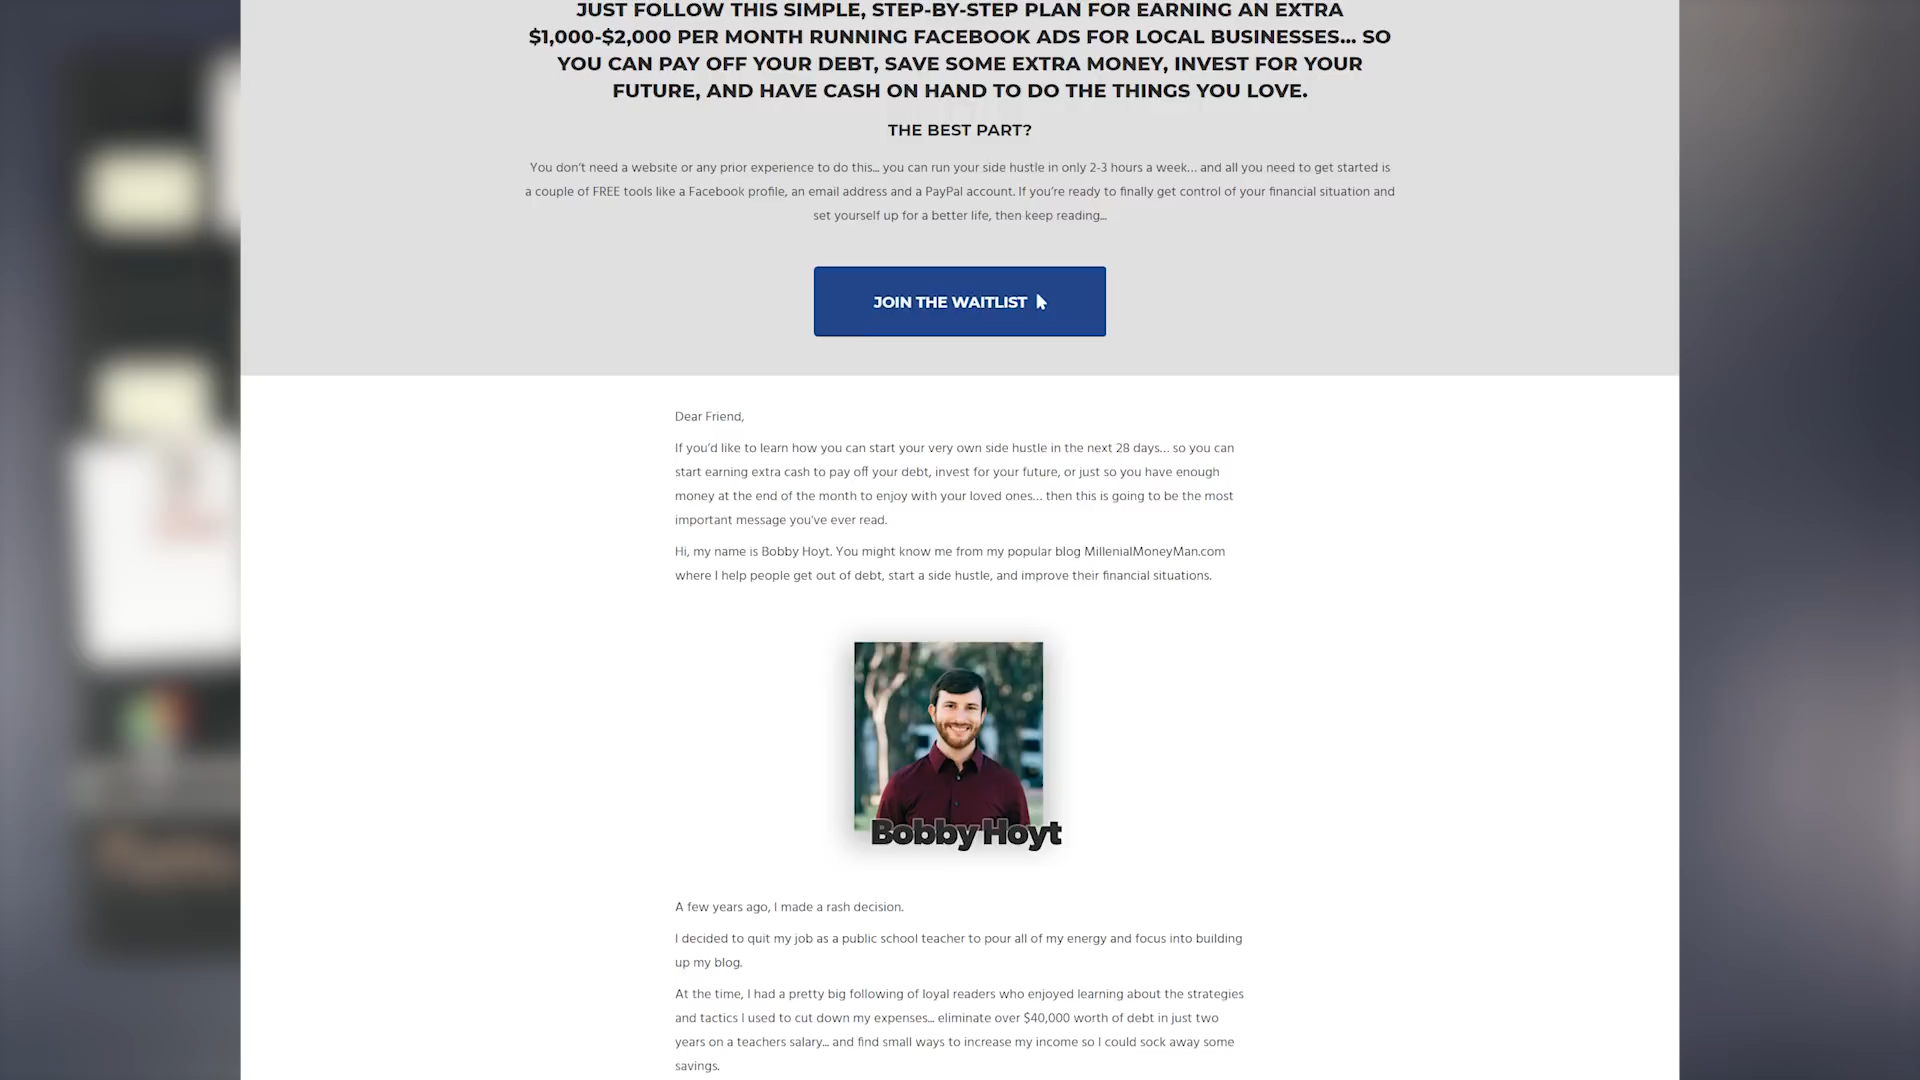 JUST FOLLOW THIS SIMPLE, STEP-BY-STEP PLAN FOR EARNING AN EXTRA
$1,000-$2,000 PER MONTH RUNNING FACEBOOK ADS FOR LOCAL BUSINESSES... SO
YOU CAN PAY OFF YOUR DEBT, SAVE SOME EXTRA MONEY, INVEST FOR YOUR
FUTURE, AND HAVE CASH ON HAND TO DO THE THINGS YOU LOVE.
THE BEST PART?
You don't need a website or any prior experience to do this... you can run your side hustle in only 2-3 hours a week... and all you need to get started is
a couple of FREE tools like a Facebook profile, an email address and a PayPal account. If you're ready to finally get control of your financial situation and
set yourself up for a better life, then keep reading...
JOIN THE WAITLIST
Dear Friend,
If you'd like to learn how you can start your very own side hustle in the next 28 days... so you can
start earning extra cash to pay off your debt, invest for your future, or just so you have enough
money at the end of the month to enjoy with your loved ones... then this is going to be the most
important message you've ever read.
Hi, my name is Bobby Hoyt. You might know me from my popular blog MillenialMoneyMan.com
where I help people get out of debt, start a side hustle, and improve their financial situations.
Bobby Hoyt
A few years ago, I made a rash decision.
I decided to quit my job as a public school teacher to pour all of my energy and focus into building
up my blog.
At the time, I had a pretty big following of loyal readers who enjoyed learning about the strategies
and tactics I used to cut down my expenses... eliminate over $40,000 worth of debt in just two
years on a teachers salary... and find small ways to increase my income so I could sock away some
savings.